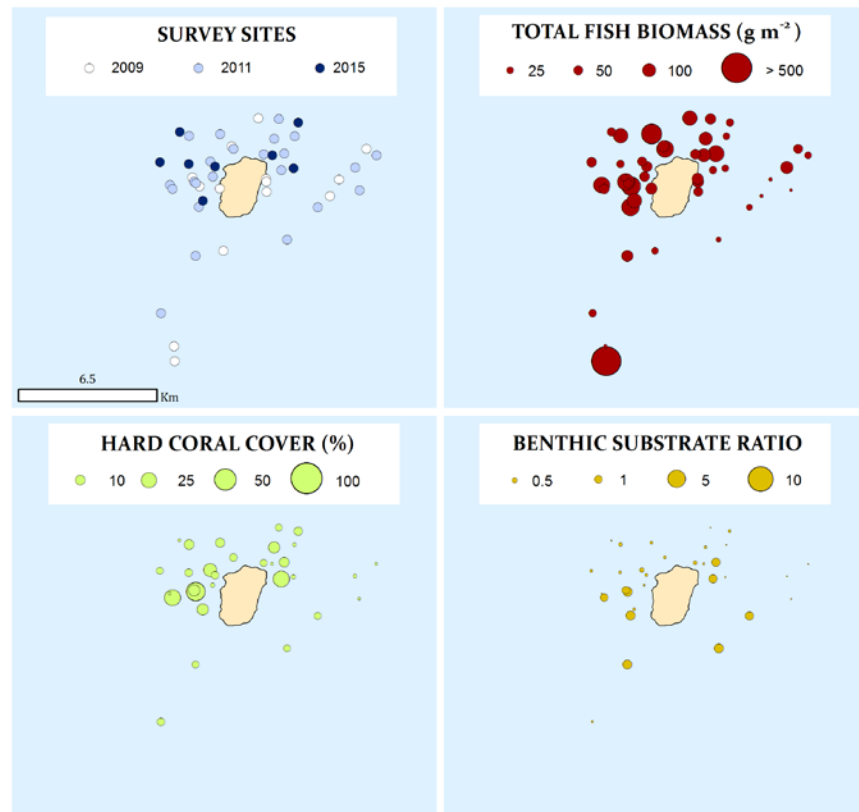 SURVEY SITES
2009 2011 2015
6.5
Km
TOTAL FISH BIOMASS (g m⁻²)
25 50 100 > 500
HARD CORAL COVER (%)
10 25 50 100
BENTHIC SUBSTRATE RATIO
0.5 1 5 10